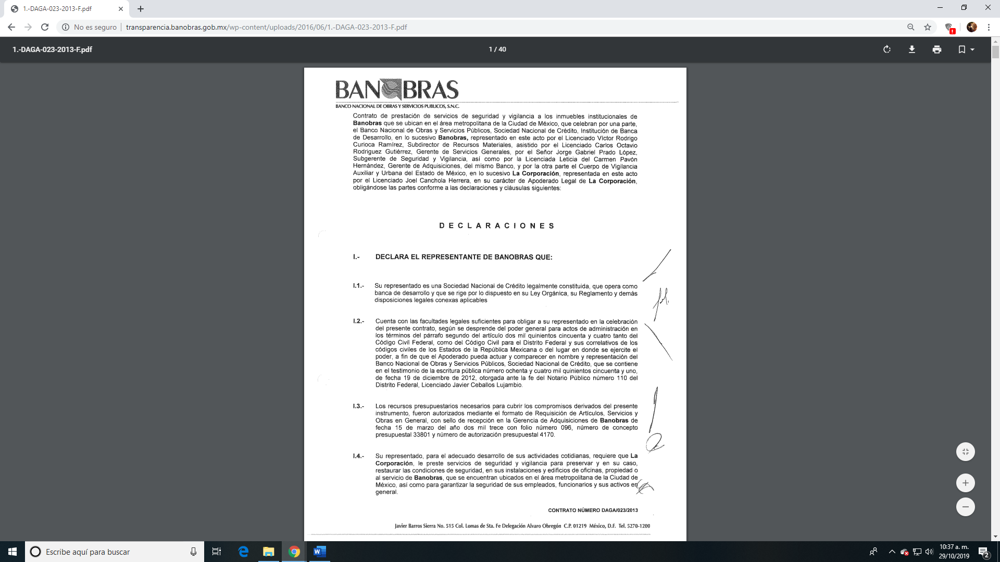 1.-DAGA-023-2013-F.pdf
No es seguro
transparencia.banobras.gob.mx/wp-content/uploads/2016/06/1.-DAGA-023-2013-F.pdf
1.-DAGA-023-2013-F.pdf
1 / 40
BANOBRAS
BANCO NACIONAL DE OBRAS Y SERVICIOS PUBLICOS, S.N.C.
Contrato de prestación de servicios de seguridad y vigilancia a los inmuebles institucionales de
Banobras que se ubican en el área metropolitana de la Ciudad de México, que celebran por una parte,
el Banco Nacional de Obras y Servicios Públicos, Sociedad Nacional de Crédito, Institución de Banca
de Desarrollo, en lo sucesivo Banobras, representado en este acto por el Licenciado Víctor Rodrigo
Curioca Ramírez, Subdirector de Recursos Materiales, asistido por el Licenciado Carlos Octavio
Rodriguez Gutiérrez, Gerente de Servicios Generales, por el Señor Jorge Gabriel Prado López,
Subgerente de Seguridad y Vigilancia, así como por la Licenciada Leticia del Carmen Pavón
Hernández, Gerente de Adquisiciones, del mismo Banco, y por la otra parte el Cuerpo de Vigilancia
Auxiliar y Urbana del Estado de México, en lo sucesivo La Corporación, representada en este acto
por el Licenciado Joel Canchola Herrera, en su carácter de Apoderado Legal de La Corporación,
obligándose las partes conforme a las declaraciones y cláusulas siguientes:
D E C L A R A C I O N E S
I.- DECLARA EL REPRESENTANTE DE BANOBRAS QUE:
I.1.- Su representado es una Sociedad Nacional de Crédito legalmente constituida, que opera como
banca de desarrollo y que se rige por lo dispuesto en su Ley Orgánica, su Reglamento y demás
disposiciones legales conexas aplicables
I.2.- Cuenta con las facultades legales suficientes para obligar a su representado en la celebración
del presente contrato, según se desprende del poder general para actos de administración en
los términos del párrafo segundo del artículo dos mil quinientos cincuenta y cuatro tanto del
Código Civil Federal, como del Código Civil para el Distrito Federal y sus correlativos de los
códigos civiles de los Estados de la República Mexicana o del lugar en donde se ejercite el
poder, a fin de que el Apoderado pueda actuar y comparecer en nombre y representación del
Banco Nacional de Obras y Servicios Públicos, Sociedad Nacional de Crédito, que se contiene
en el testimonio de la escritura pública número ochenta y cuatro mil quinientos cincuenta y uno,
de fecha 19 de diciembre de 2012, otorgada ante la fe del Notario Público número 110 del
Distrito Federal, Licenciado Javier Ceballos Lujambio.
I.3.- Los recursos presupuestarios necesarios para cubrir los compromisos derivados del presente
instrumento, fueron autorizados mediante el formato de Requisición de Artículos, Servicios y
Obras en General, con sello de recepción en la Gerencia de Adquisiciones de Banobras de
fecha 15 de marzo del año dos mil trece con folio número 096, número de concepto
presupuestal 33801 y número de autorización presupuestal 4170.
I.4.- Su representado, para el adecuado desarrollo de sus actividades cotidianas, requiere que La
Corporación, le preste servicios de seguridad y vigilancia para preservar y en su caso,
restaurar las condiciones de seguridad, en sus instalaciones y edificios de oficinas, propiedad o
al servicio de Banobras, que se encuentran ubicados en el área metropolitana de la Ciudad de
México, así como para garantizar la seguridad de sus empleados, funcionarios y sus activos en
general.
CONTRATO NÚMERO DAGA/023/2013
Javier Barros Sierra No. 515 Col. Lomas de Sta. Fe Delegación Alvaro Obregón C.P. 01219 México, D.F. Tel. 5270-1200
Escribe aquí para buscar
10:37 a. m.
29/10/2019
2